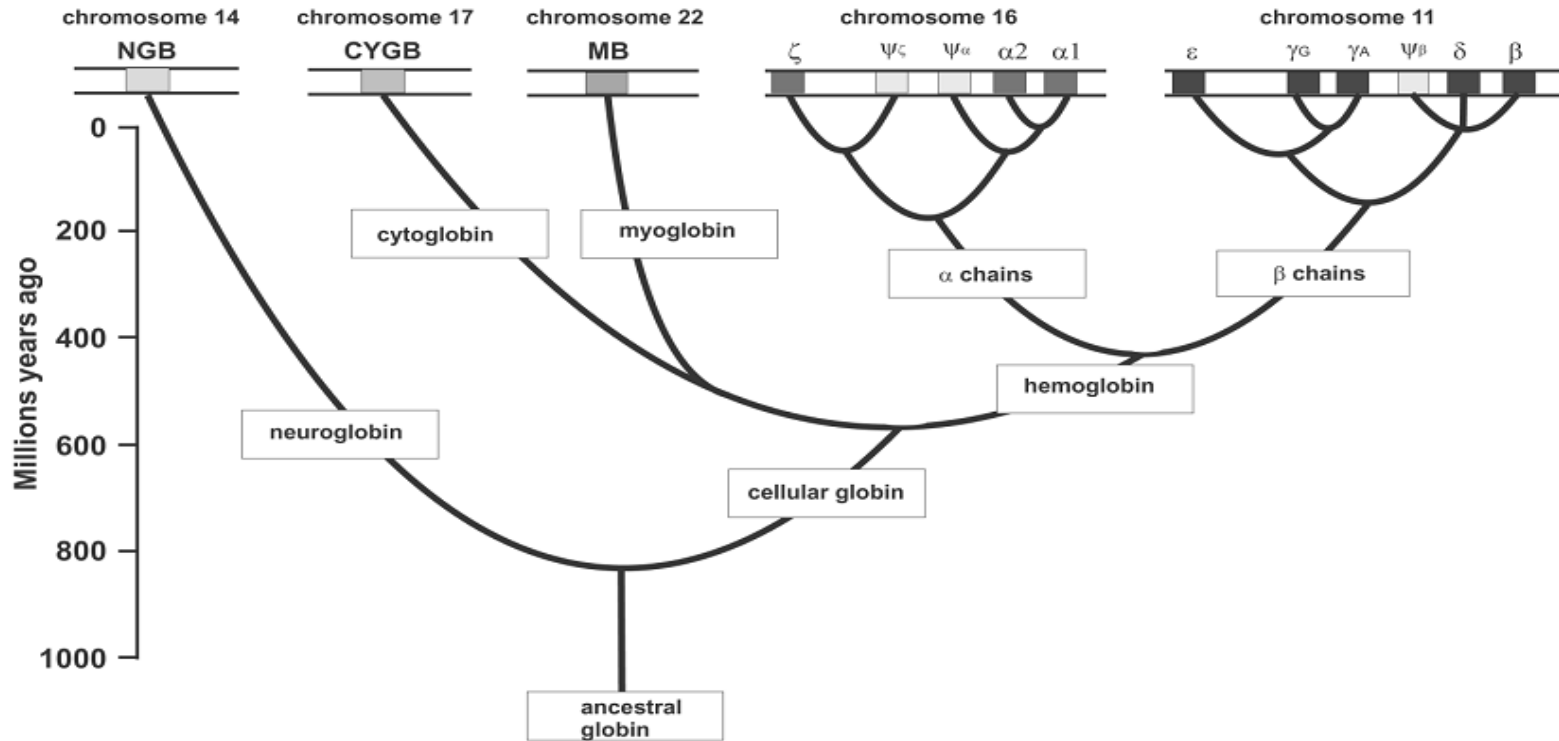 chromosome 14 chromosome 17 chromosome 22 chromosome 16 chromosome 11
NGB CYGB MB ζ Ψζ Ψα α2 α1 ε γG γA Ψβ δ β
0
200
400
600
800
1000
Millions years ago
cytoglobin
myoglobin
α chains
β chains
hemoglobin
neuroglobin
cellular globin
ancestral
globin